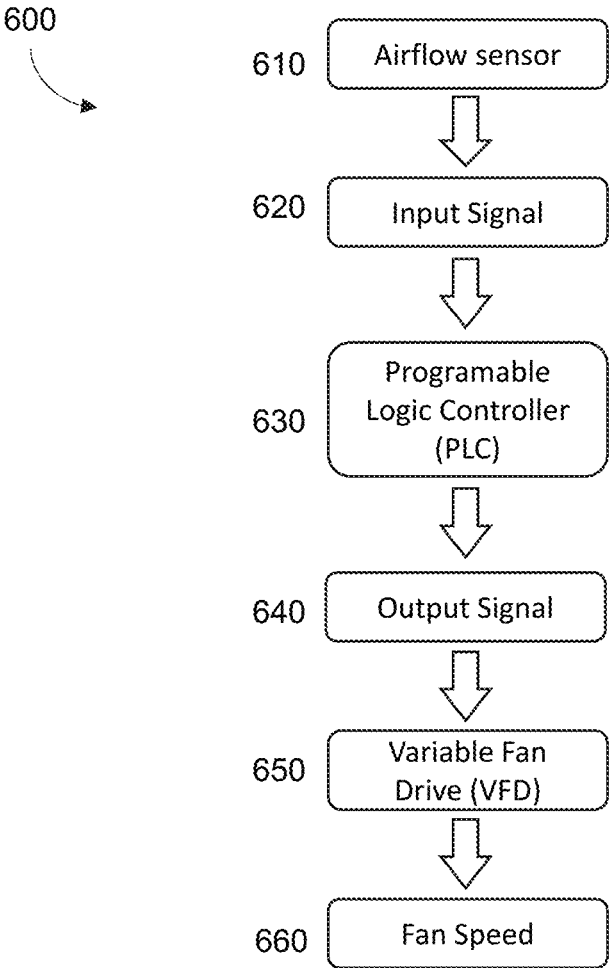 600
610
Airflow sensor
620
Input Signal
630
Programable
Logic Controller
(PLC)
640
Output Signal
650
Variable Fan
Drive (VFD)
660
Fan Speed